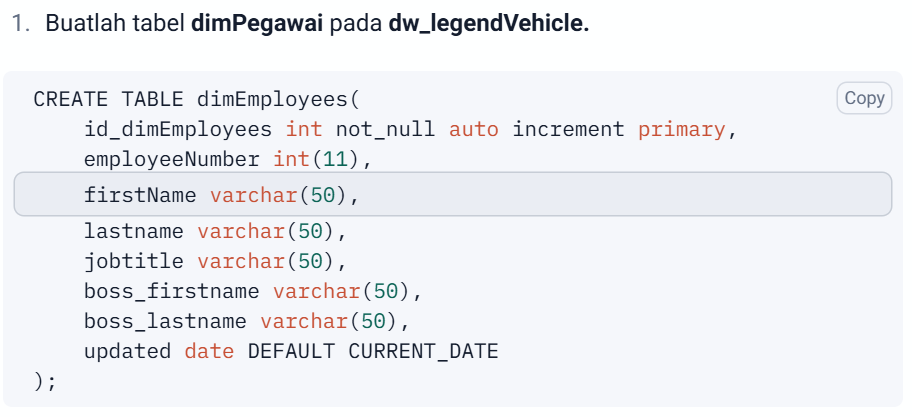 1. Buatlah tabel dimPegawai pada dw_legendVehicle.
Copy
CREATE TABLE dimEmployees(
    id_dimEmployees int not_null auto increment primary,
    employeeNumber int(11),
    firstName varchar(50),
    lastname varchar(50),
    jobtitle varchar(50),
    boss_firstname varchar(50),
    boss_lastname varchar(50),
    updated date DEFAULT CURRENT_DATE
);